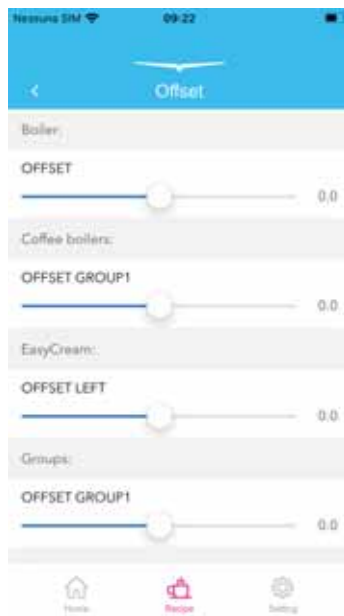 Nessuna SIM 09:22
Offset
Boiler:
OFFSET
0.0
Coffee boilers:
OFFSET GROUP1
0.0
EasyCream:
OFFSET LEFT
0.0
Groups:
OFFSET GROUP1
0.0
Home Recipe Setting